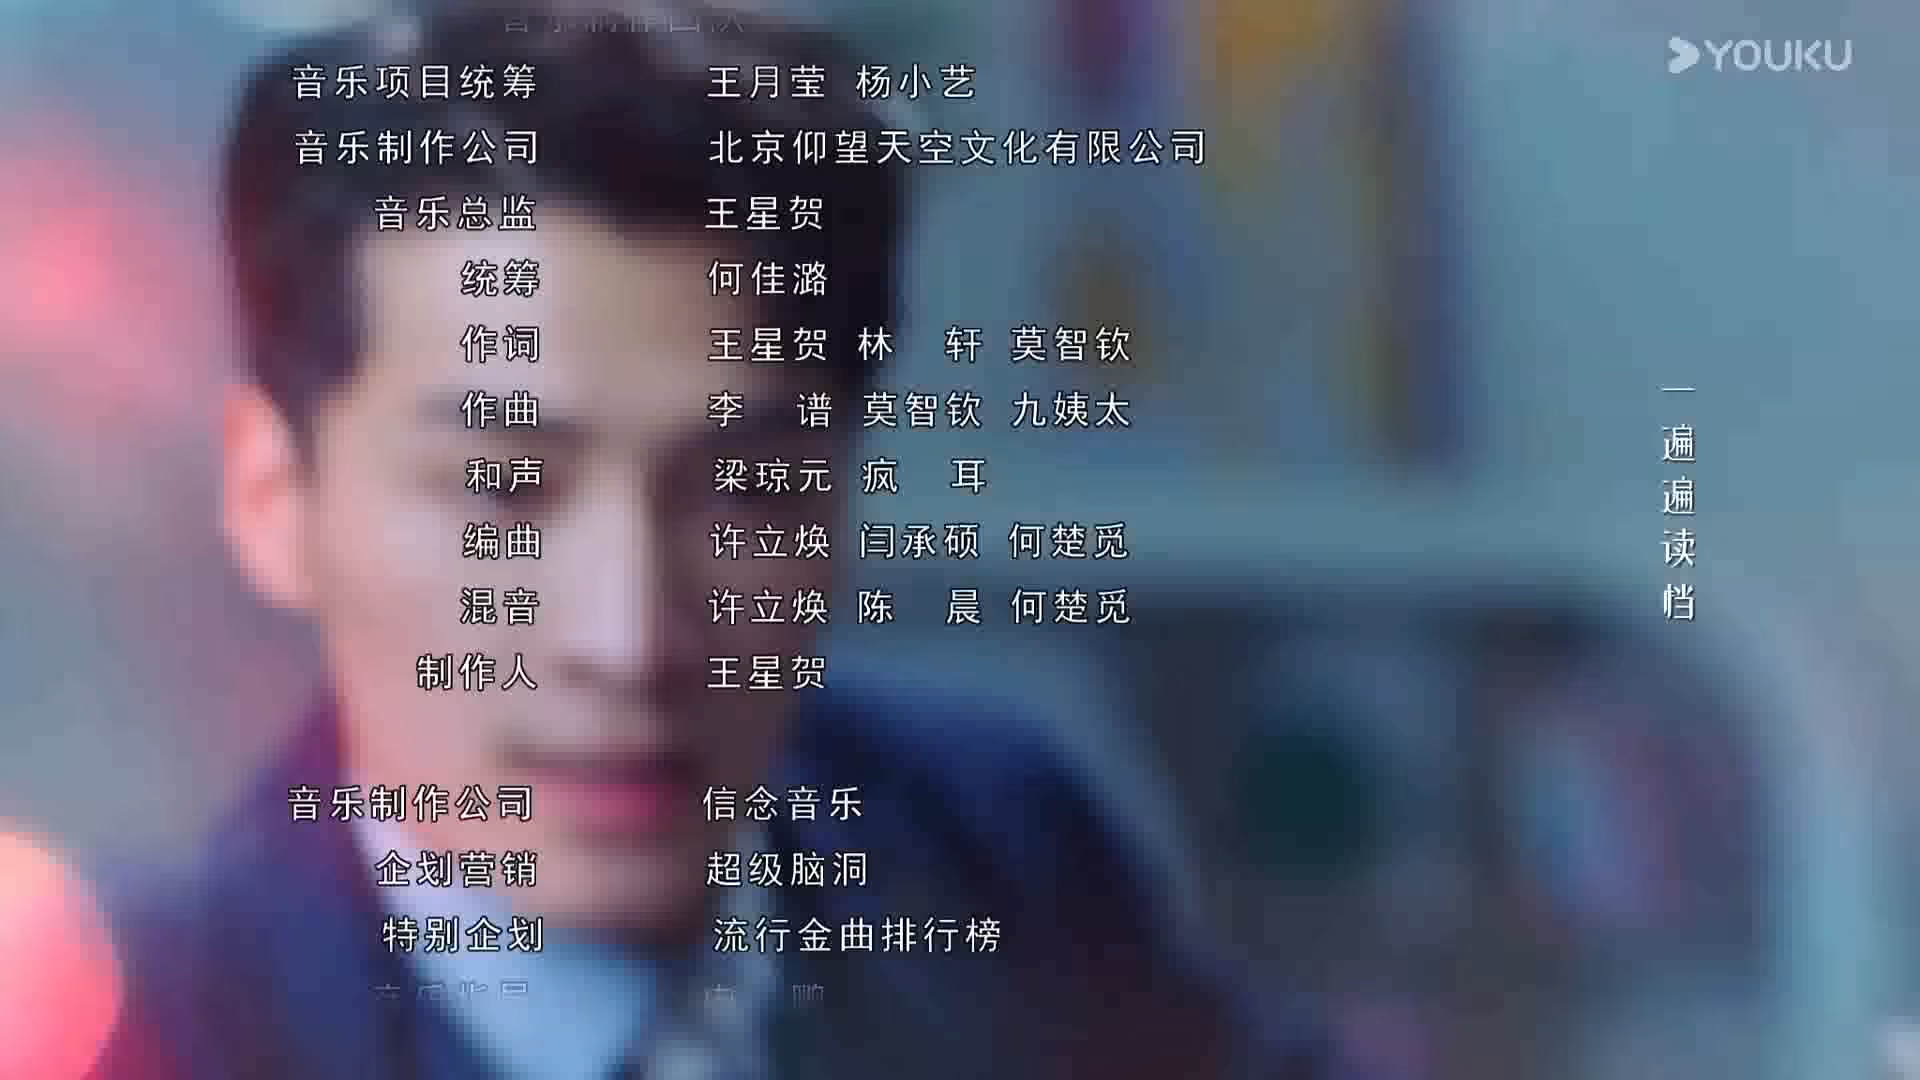 YOUKU
音乐项目统筹 王月莹 杨小艺
音乐制作公司 北京仰望天空文化有限公司
音乐总监 王星贺
统筹 何佳潞
作词 王星贺 林 轩 莫智钦
作曲 李 谱 莫智钦 九姨太
和声 梁琼元 疯 耳
编曲 许立焕 闫承硕 何楚觅
混音 许立焕 陈 晨 何楚觅
制作人 王星贺
音乐制作公司 信念音乐
企划营销 超级脑洞
特别企划 流行金曲排行榜
一遍遍读档